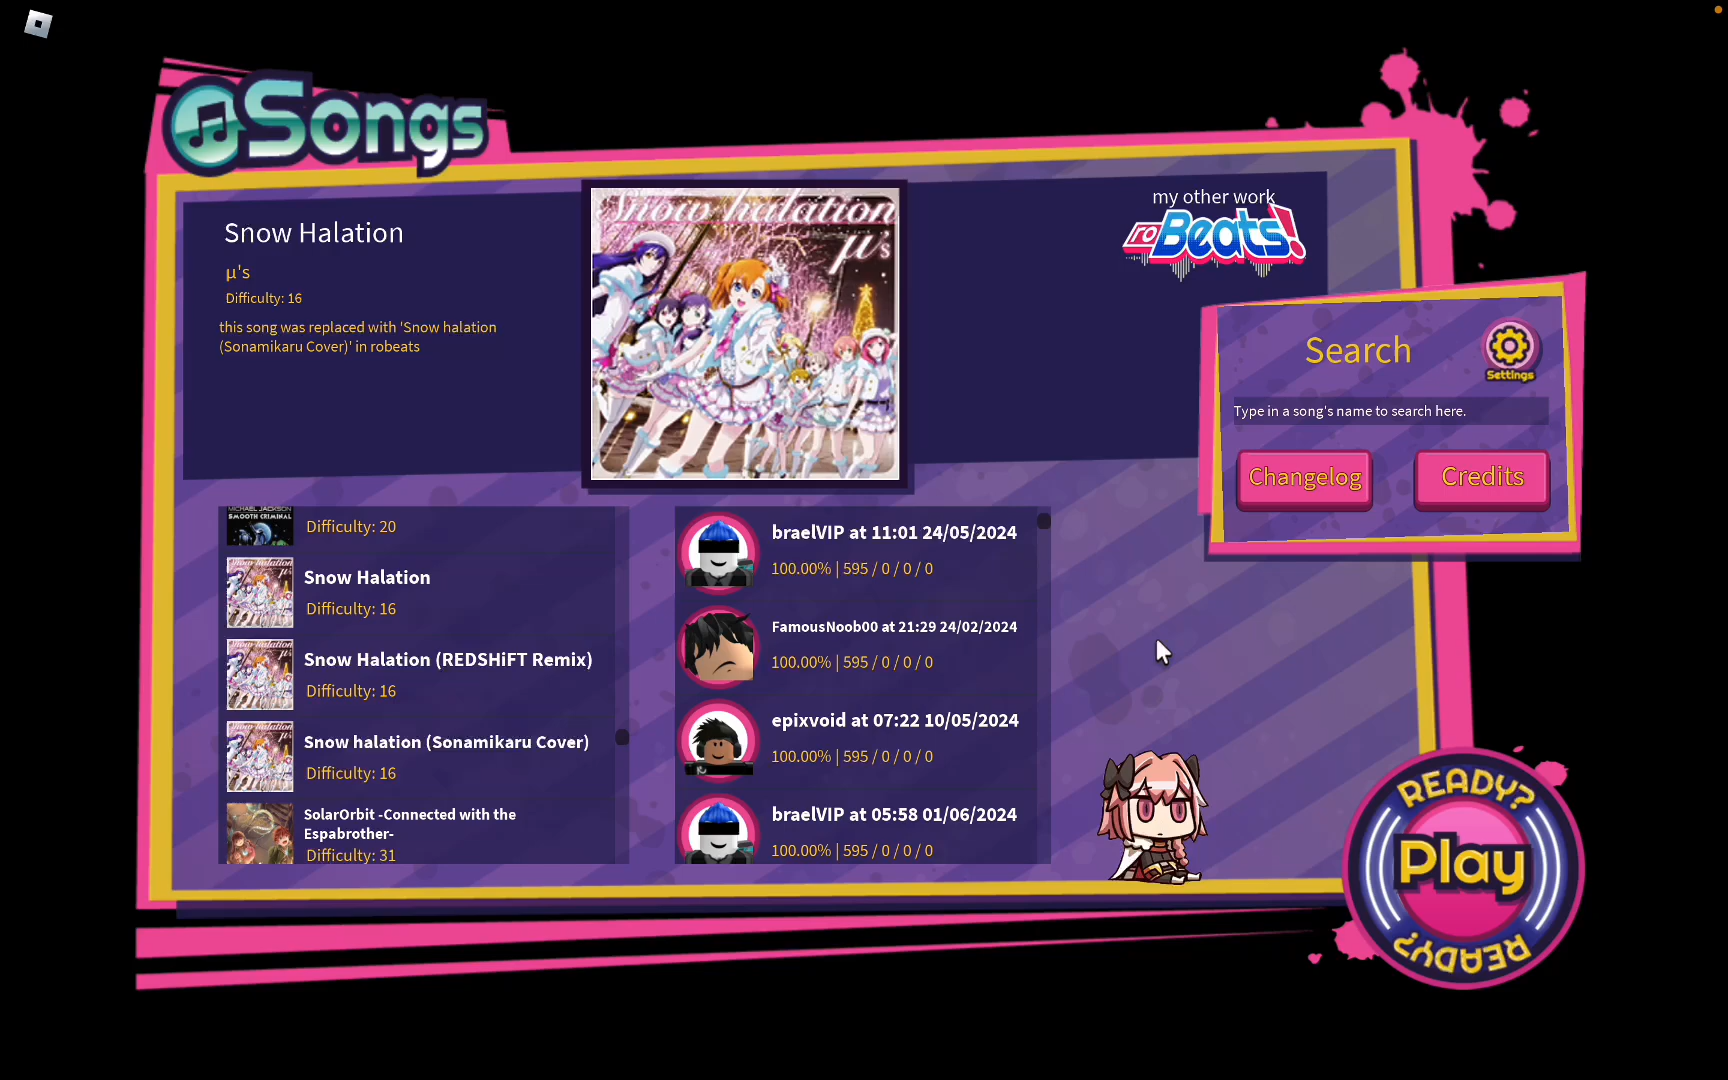 Songs
Snow Halation
μ's
Difficulty: 16
this song was replaced with 'Snow halation
(Sonamikaru Cover)' in robeats
Snow halation
μ's
my other work
roBeats!
Search
Settings
Type in a song's name to search here.
Changelog
Credits
MICHAEL JACKSON
SMOOTH CRIMINAL
Difficulty: 20
Snow Halation
Difficulty: 16
Snow Halation (REDSHiFT Remix)
Difficulty: 16
Snow halation (Sonamikaru Cover)
Difficulty: 16
SolarOrbit -Connected with the
Espabrother-
Difficulty: 31
braelVIP at 11:01 24/05/2024
100.00% | 595 / 0 / 0 / 0
FamousNoob00 at 21:29 24/02/2024
100.00% | 595 / 0 / 0 / 0
epixvoid at 07:22 10/05/2024
100.00% | 595 / 0 / 0 / 0
braelVIP at 05:58 01/06/2024
100.00% | 595 / 0 / 0 / 0
READY?
Play
READY?